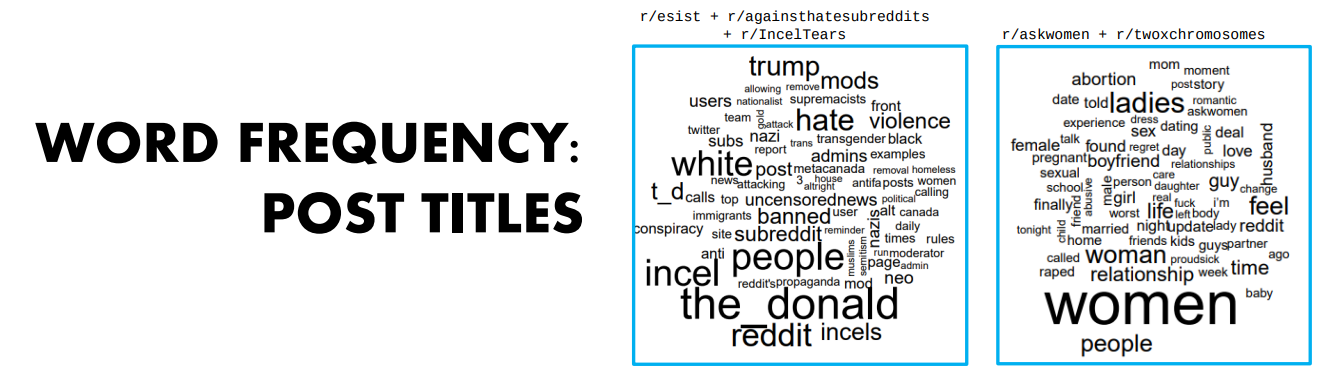 WORD FREQUENCY:
POST TITLES
r/esist + r/againsthatesubreddits
+ r/IncelTears
trump
mods
allowing remove
users nationalist supremacists front
team gold attack hate violence
twitter
subs nazi trans transgender black
report
white post metacanada admins examples
removal homeless
news attacking 3 house altright antifa posts women
t_d calls top uncensorednews political calling
immigrants banned user nazis alt canada
conspiracy site subreddit reminder daily
times rules
anti people muslims semitism run moderator
page admin
incel reddit's propaganda mod neo
the_donald
reddit incels
r/askwomen + r/twoxchromosomes
mom moment
abortion post story
date told ladies romantic
askwomen
experience dress sex dating public deal
female talk found regret day love husband
pregnant boyfriend relationships
sexual care
school abusive male person daughter guy change
finally friend girl real fuck i'm feel
worst life left body
tonight child married night update lady reddit
home friends kids guys partner
called woman proud sick ago
raped relationship week time
women baby
people